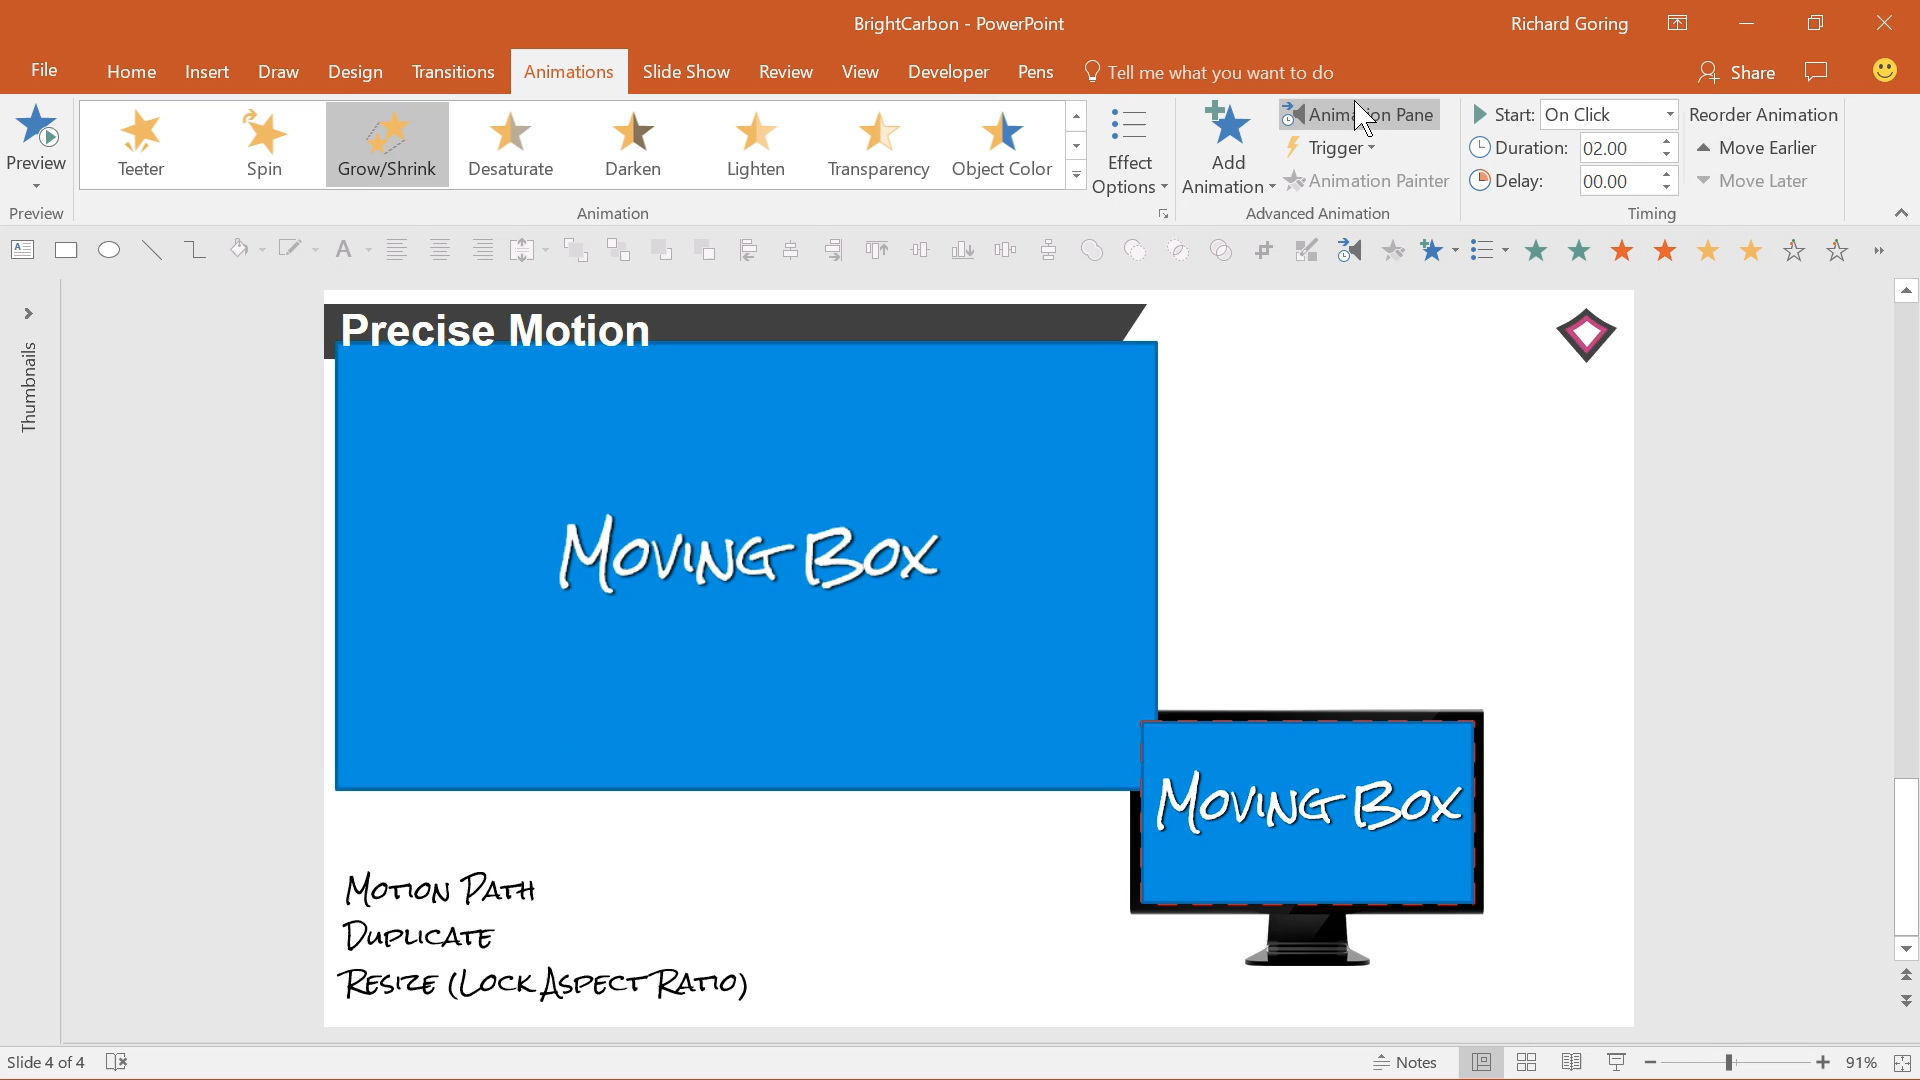 BrightCarbon - PowerPoint
Richard Goring
File Home Insert Draw Design Transitions Animations Slide Show Review View Developer Pens Tell me what you want to do
Share
Preview
Teeter Spin Grow/Shrink Desaturate Darken Lighten Transparency Object Color
Effect Options
Add Animation
Animation Pane
Trigger
Animation Painter
Start: On Click
Duration: 02.00
Delay: 00.00
Reorder Animation
Move Earlier
Move Later
Preview Animation Advanced Animation Timing
A
Thumbnails
Precise Motion
Moving Box
Moving Box
Motion Path
Duplicate
Resize (Lock Aspect Ratio)
Slide 4 of 4
Notes
91%